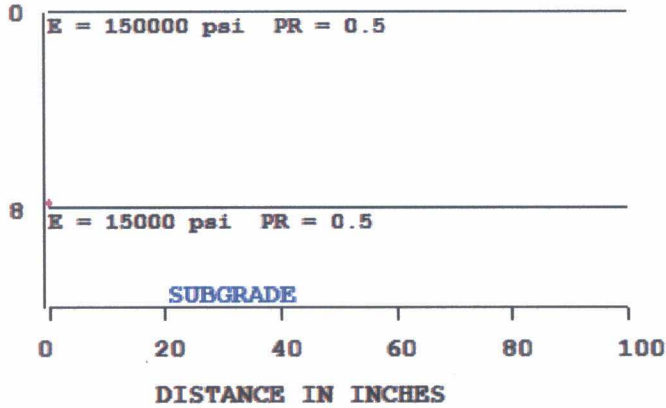 0
E = 150000 psi PR = 0.5
8
E = 15000 psi PR = 0.5
SUBGRADE
0 20 40 60 80 100
DISTANCE IN INCHES